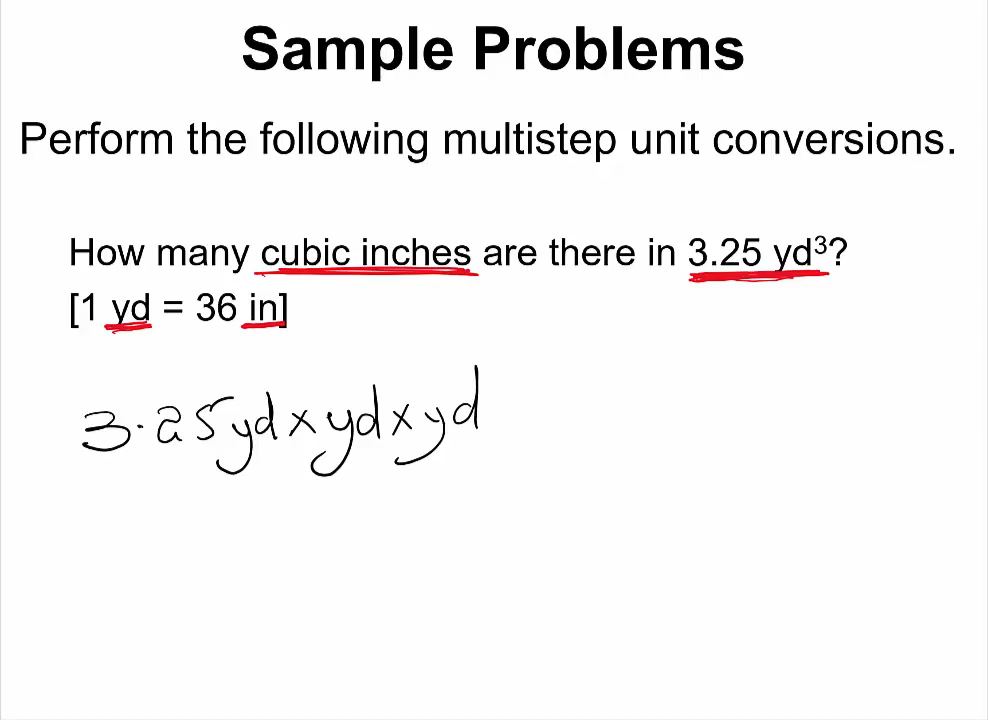 Sample Problems
Perform the following multistep unit conversions.
How many cubic inches are there in 3.25 yd³?
[1 yd = 36 in]
3.25yd×yd×yd